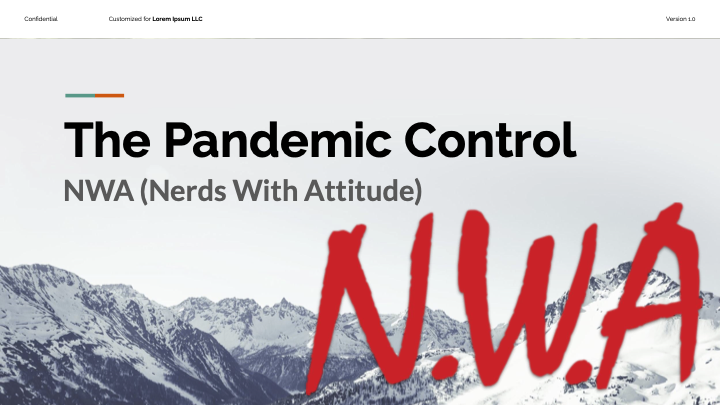 Confidential
Customized for Lorem Ipsum LLC
Version 1.0
The Pandemic Control
NWA (Nerds With Attitude)
N.W.A